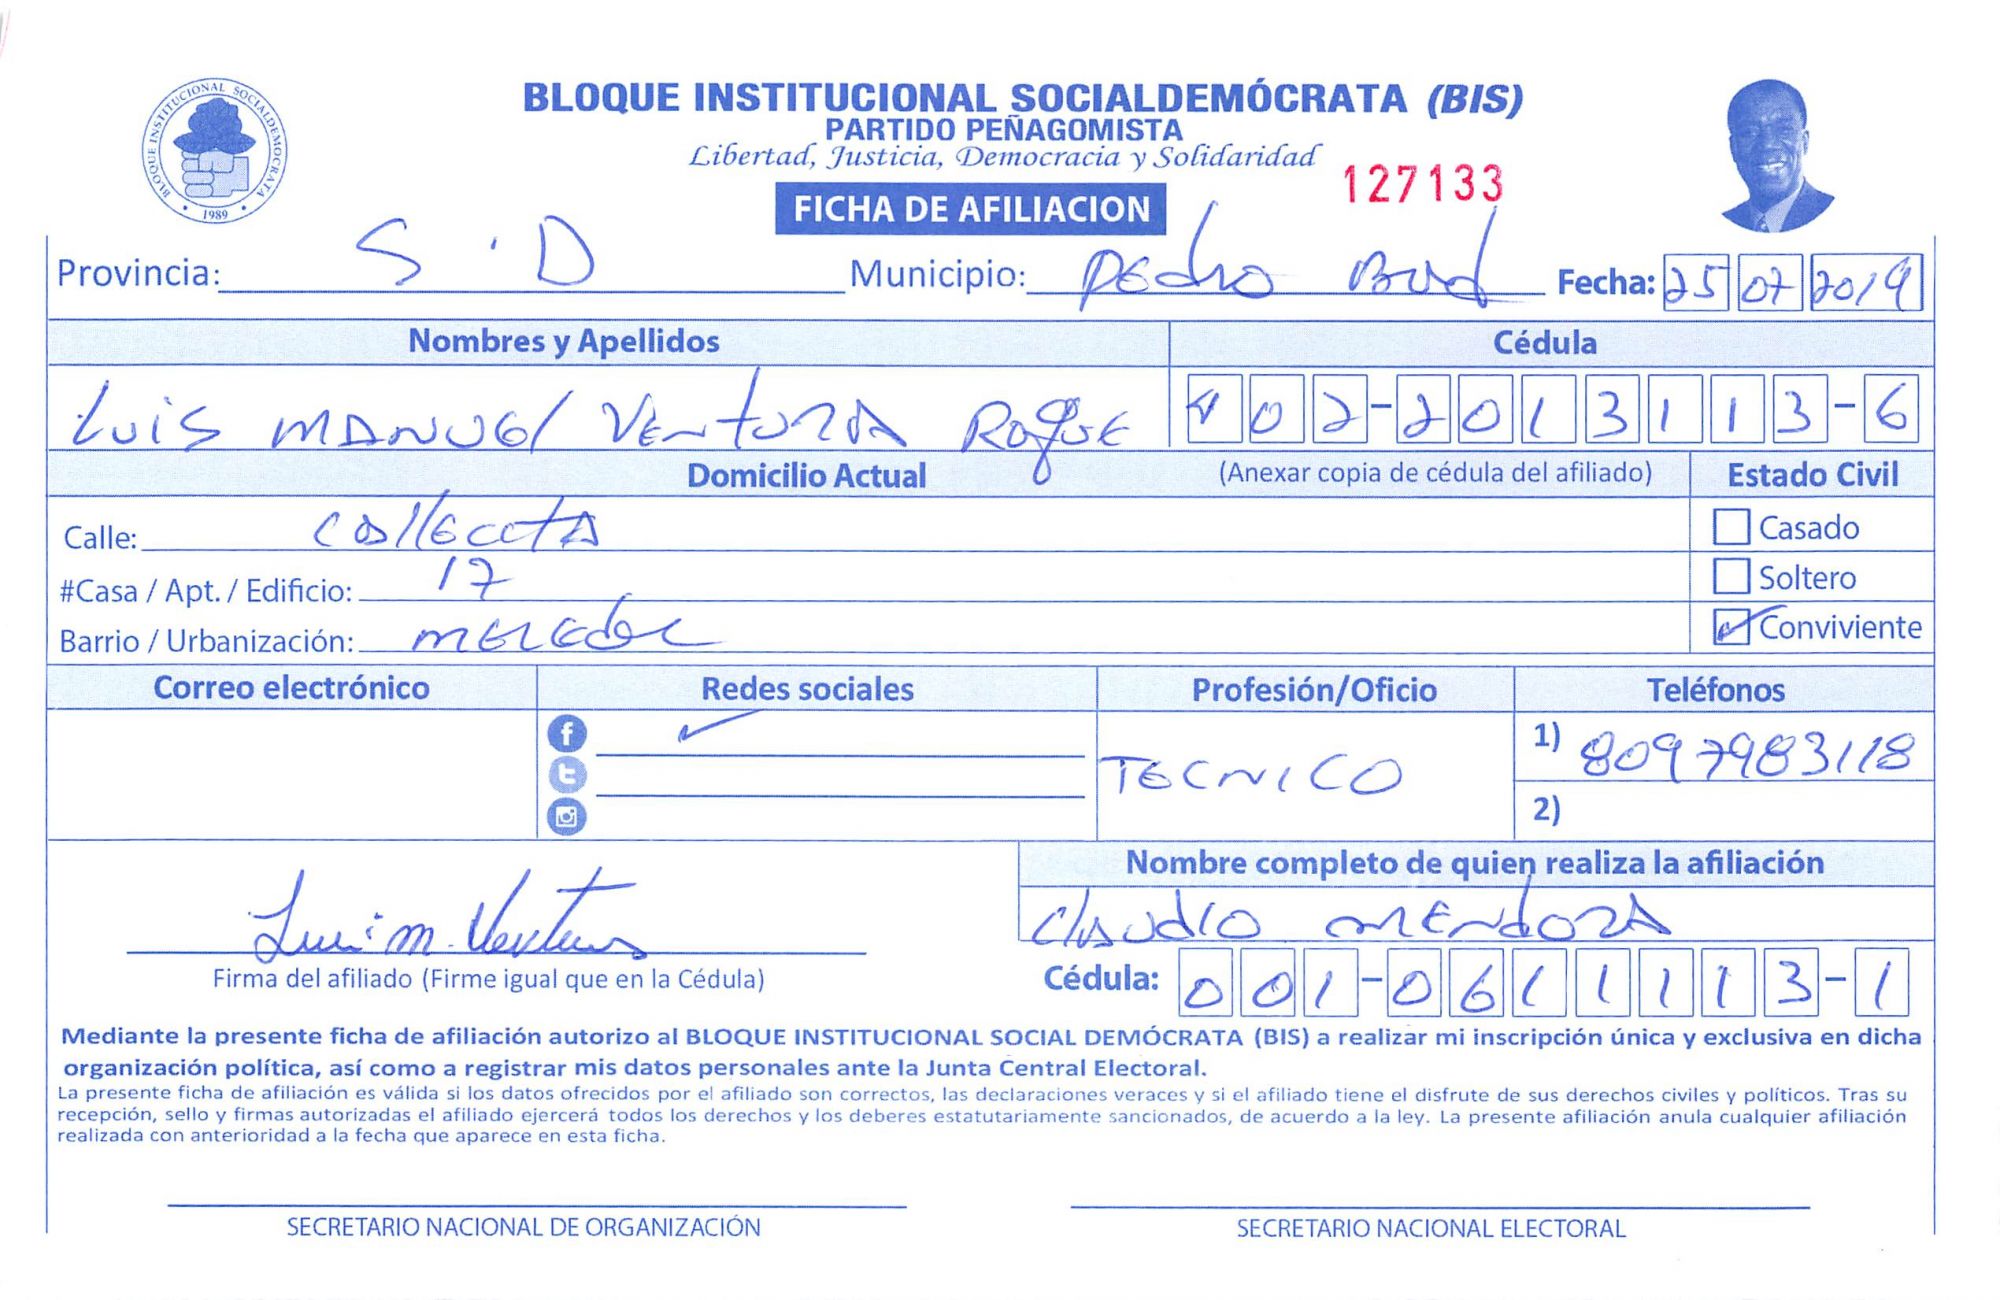 BLOQUE INSTITUCIONAL SOCIALDEMÓCRATA (BIS)
PARTIDO PEÑAGOMISTA
Libertad, Justicia, Democracia y Solidaridad
127133
FICHA DE AFILIACION
BLOQUE INSTITUCIONAL SOCIALDEMOCRATA • 1989 •
Provincia: S.D Municipio: Pedro Brand Fecha: 25 07 2019
Nombres y Apellidos Cédula
Luis MANUEL VENTURA ROQUE 402-2013113-6
Domicilio Actual (Anexar copia de cédula del afiliado) Estado Civil
Calle: Casado
#Casa / Apt. / Edificio: 17 Soltero
Barrio / Urbanización: Conviviente
Correo electrónico Redes sociales Profesión/Oficio Teléfonos
TECNICO 1) 8097983118
2)
Nombre completo de quien realiza la afiliación
Luis m. Ventura Claudio MENDOZA
Firma del afiliado (Firme igual que en la Cédula) Cédula: 001-0611113-1
Mediante la presente ficha de afiliación autorizo al BLOQUE INSTITUCIONAL SOCIAL DEMÓCRATA (BIS) a realizar mi inscripción única y exclusiva en dicha
organización política, así como a registrar mis datos personales ante la Junta Central Electoral.
La presente ficha de afiliación es válida si los datos ofrecidos por el afiliado son correctos, las declaraciones veraces y si el afiliado tiene el disfrute de sus derechos civiles y políticos. Tras su
recepción, sello y firmas autorizadas el afiliado ejercerá todos los derechos y los deberes estatutariamente sancionados, de acuerdo a la ley. La presente afiliación anula cualquier afiliación
realizada con anterioridad a la fecha que aparece en esta ficha.
SECRETARIO NACIONAL DE ORGANIZACIÓN SECRETARIO NACIONAL ELECTORAL